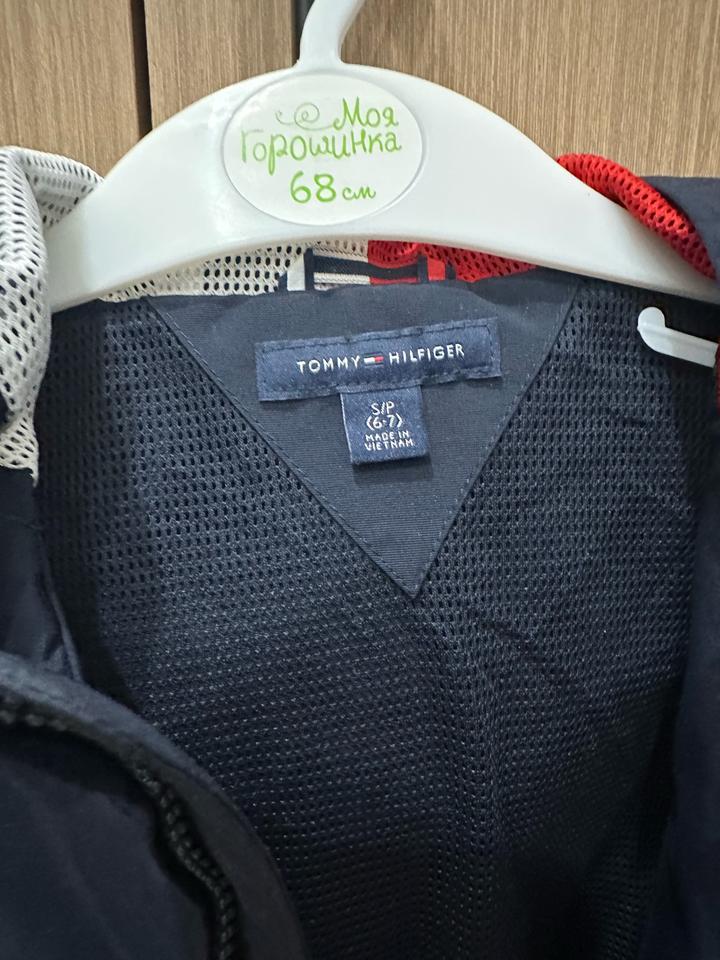 Моя
Горошинка
68 см
TOMMY HILFIGER
S/P
(6-7)
MADE IN
VIETNAM